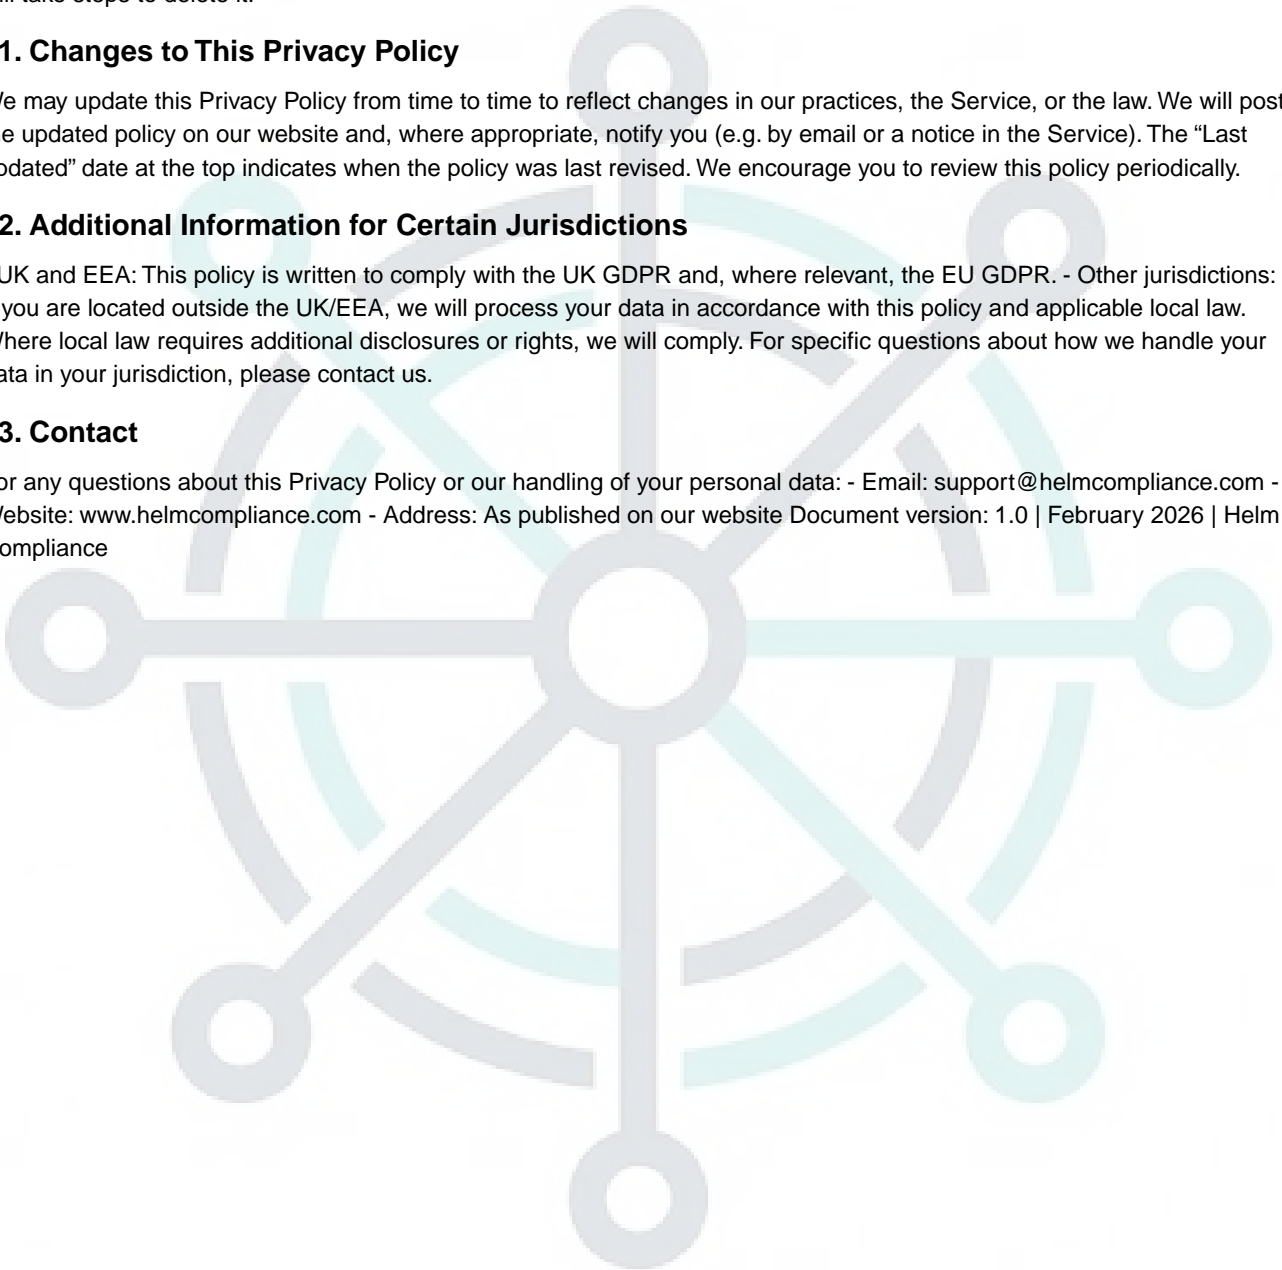 take steps to delete it.
1. Changes to This Privacy Policy
We may update this Privacy Policy from time to time to reflect changes in our practices, the Service, or the law. We will post
he updated policy on our website and, where appropriate, notify you (e.g. by email or a notice in the Service). The “Last
pdated” date at the top indicates when the policy was last revised. We encourage you to review this policy periodically.
2. Additional Information for Certain Jurisdictions
UK and EEA: This policy is written to comply with the UK GDPR and, where relevant, the EU GDPR. - Other jurisdictions:
you are located outside the UK/EEA, we will process your data in accordance with this policy and applicable local law.
Where local law requires additional disclosures or rights, we will comply. For specific questions about how we handle your
ata in your jurisdiction, please contact us.
3. Contact
or any questions about this Privacy Policy or our handling of your personal data: - Email: support@helmcompliance.com -
Website: www.helmcompliance.com - Address: As published on our website Document version: 1.0 | February 2026 | Helm
ompliance